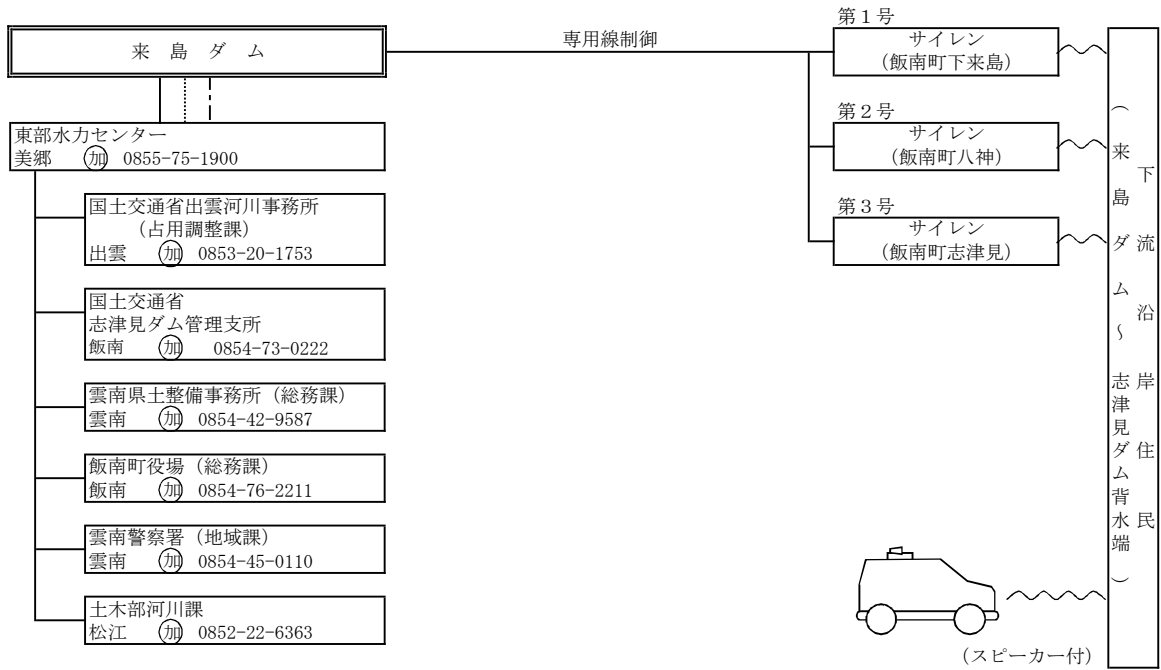 来島ダム
専用線制御
東部水力センター
美郷 加 0855-75-1900
国土交通省出雲河川事務所
(占用調整課)
出雲 加 0853-20-1753
国土交通省
志津見ダム管理支所
飯南 加 0854-73-0222
雲南県土整備事務所(総務課)
雲南 加 0854-42-9587
飯南町役場(総務課)
飯南 加 0854-76-2211
雲南警察署(地域課)
雲南 加 0854-45-0110
土木部河川課
松江 加 0852-22-6363
第1号
サイレン
(飯南町下来島)
第2号
サイレン
(飯南町八神)
第3号
サイレン
(飯南町志津見)
下流沿岸住民
(来島ダム~志津見ダム背水端)
(スピーカー付)